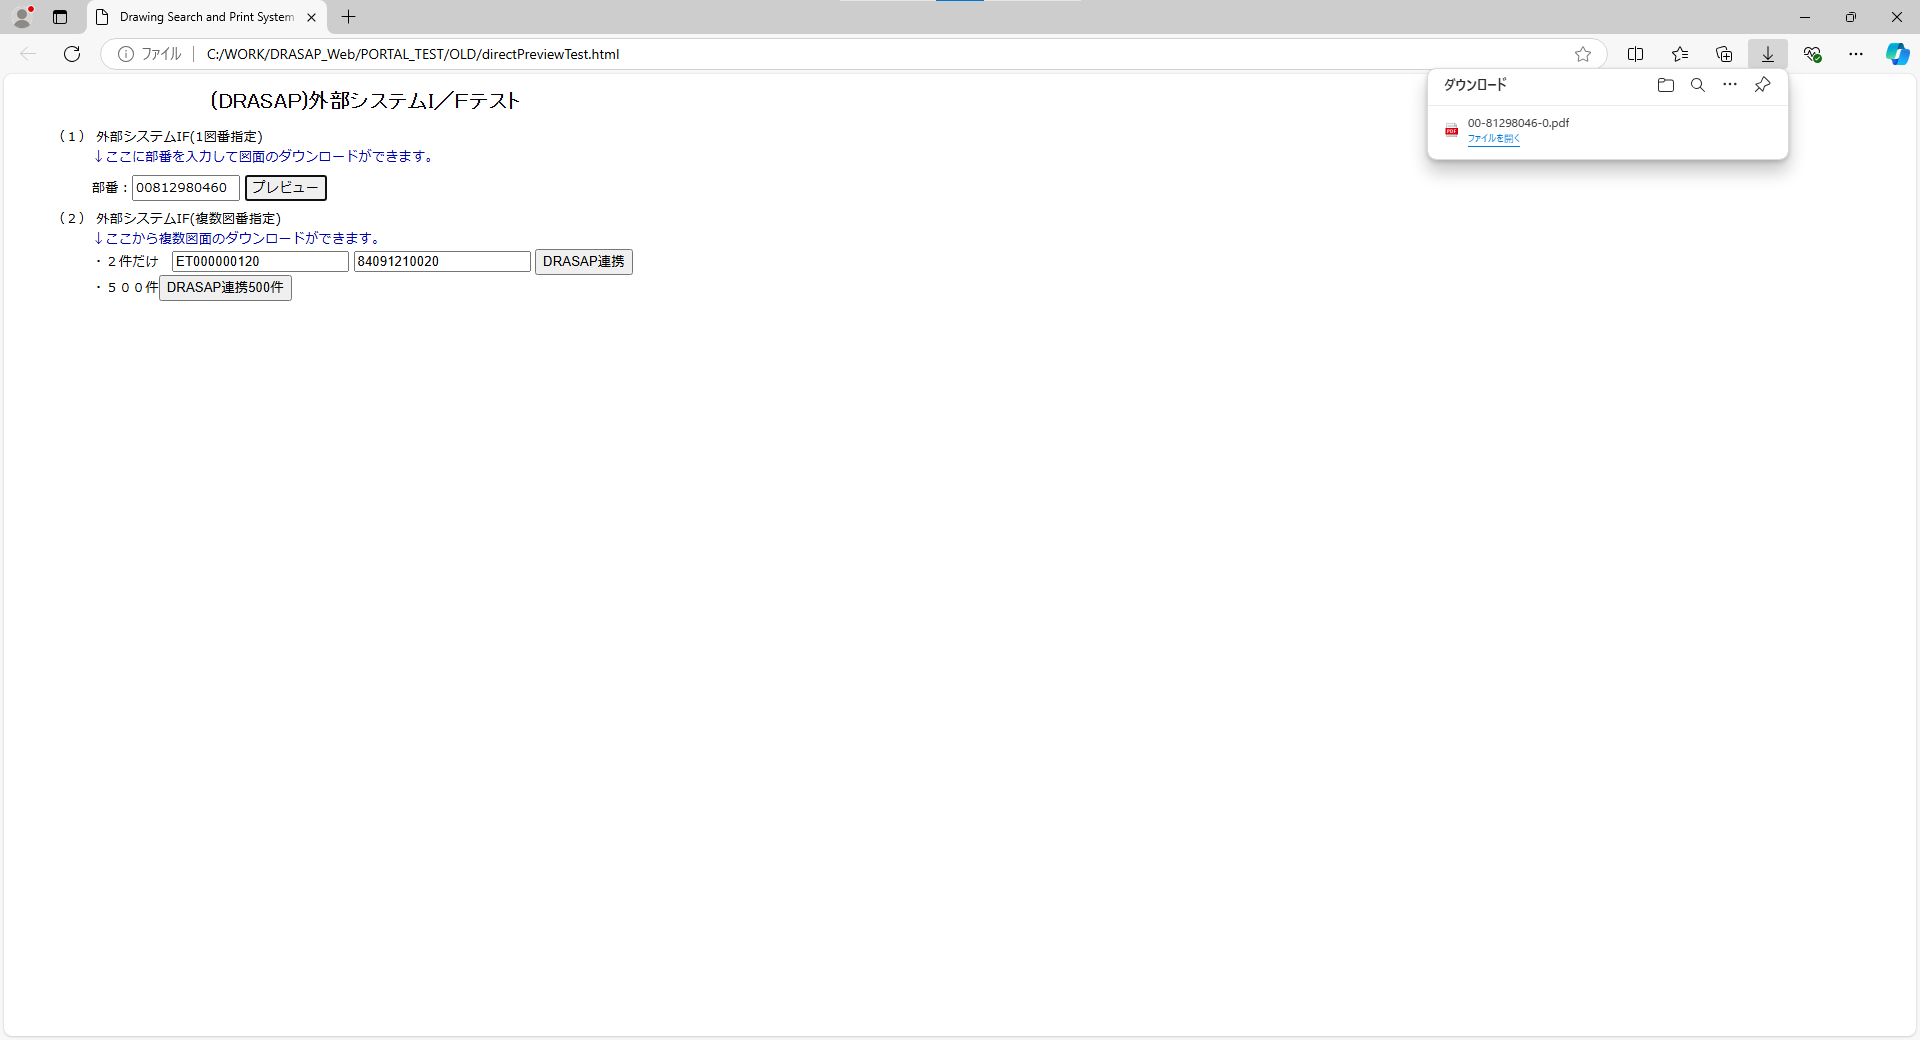 Drawing Search and Print System
ファイル
C:/WORK/DRASAP_Web/PORTAL_TEST/OLD/directPreviewTest.html
ダウンロード
00-81298046-0.pdf
ファイルを開く
(DRASAP)外部システムI／Fテスト
（１） 外部システムIF(1図番指定)
↓ここに部番を入力して図面のダウンロードができます。
部番：00812980460 プレビュー
（２） 外部システムIF(複数図番指定)
↓ここから複数図面のダウンロードができます。
・２件だけ ET000000120 84091210020 DRASAP連携
・５００件DRASAP連携500件